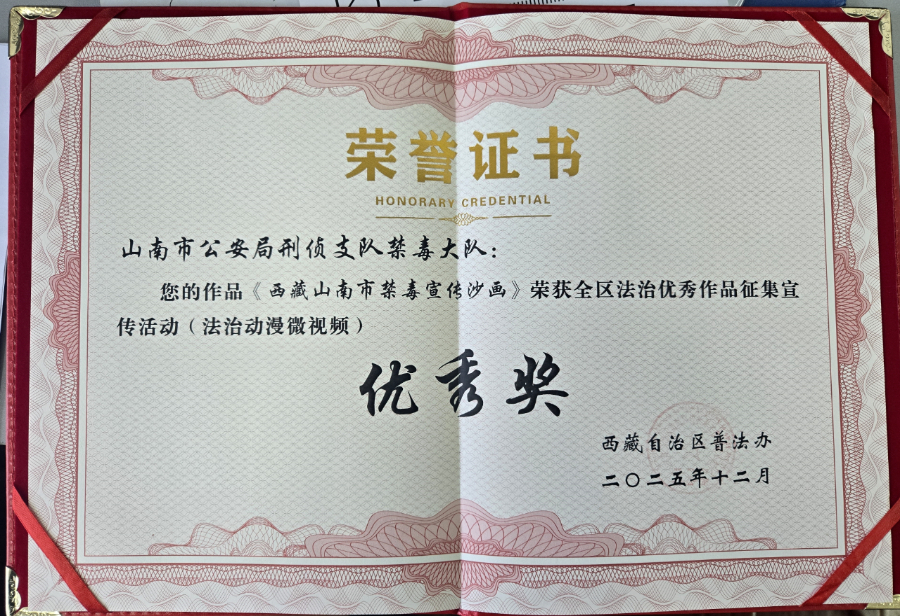 荣誉证书
HONORARY CREDENTIAL
山南市公安局刑侦支队禁毒大队：
您的作品《西藏山南市禁毒宣传沙画》荣获全区法治优秀作品征集宣
传活动（法治动漫微视频）
优秀奖
西藏自治区普法办
二〇二五年十二月